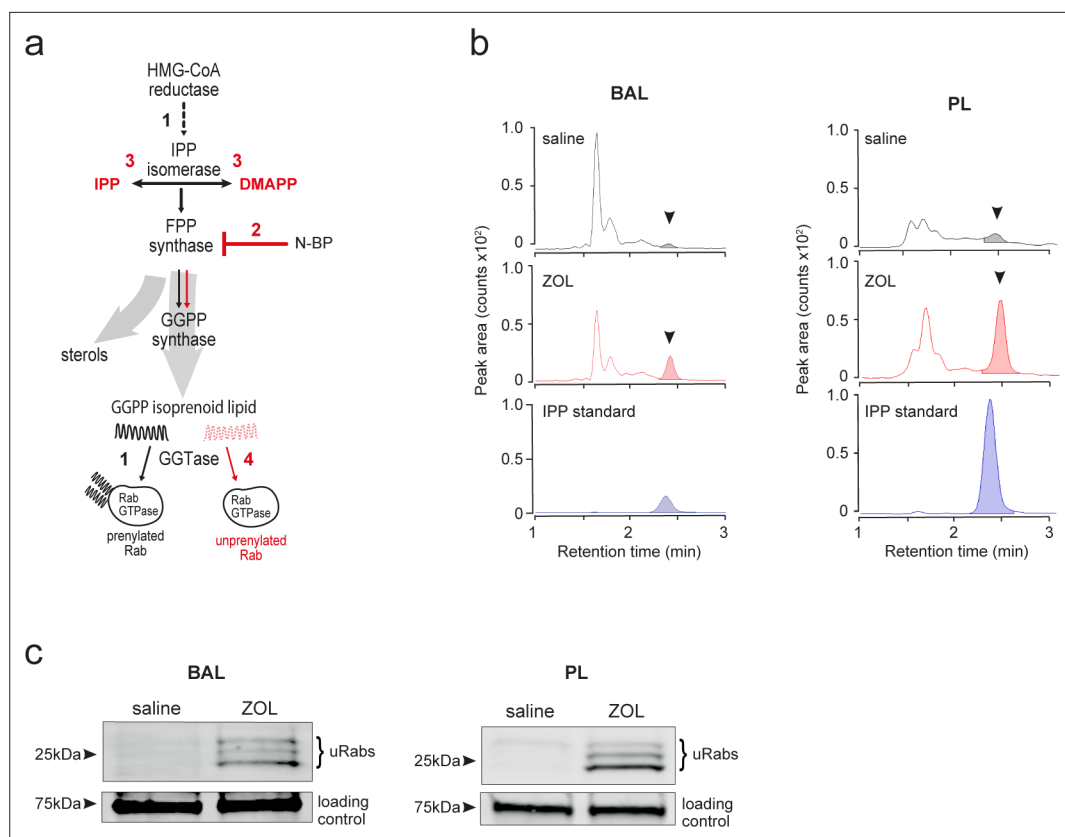 a
HMG-CoA
reductase
1
IPP
isomerase
3
3
IPP
DMAPP
FPP
synthase
2
N-BP
GGPP
synthase
sterols
GGPP isoprenoid lipid
1
GGTase
4
Rab
GTPase
Rab
GTPase
prenylated
Rab
unprenylated
Rab
b
BAL
Peak area (counts x10²)
1.0
saline
0.5
0
1.0
ZOL
0.5
0
1.0
IPP standard
0.5
1
2
3
Retention time (min)
PL
Peak area (counts x10²)
saline
1.0
0.5
0
ZOL
1.0
0.5
0
IPP standard
1.0
0.5
1
2
3
Retention time (min)
c
BAL
saline
ZOL
25kDa
uRabs
75kDa
loading
control
PL
saline
ZOL
25kDa
uRabs
75kDa
loading
control